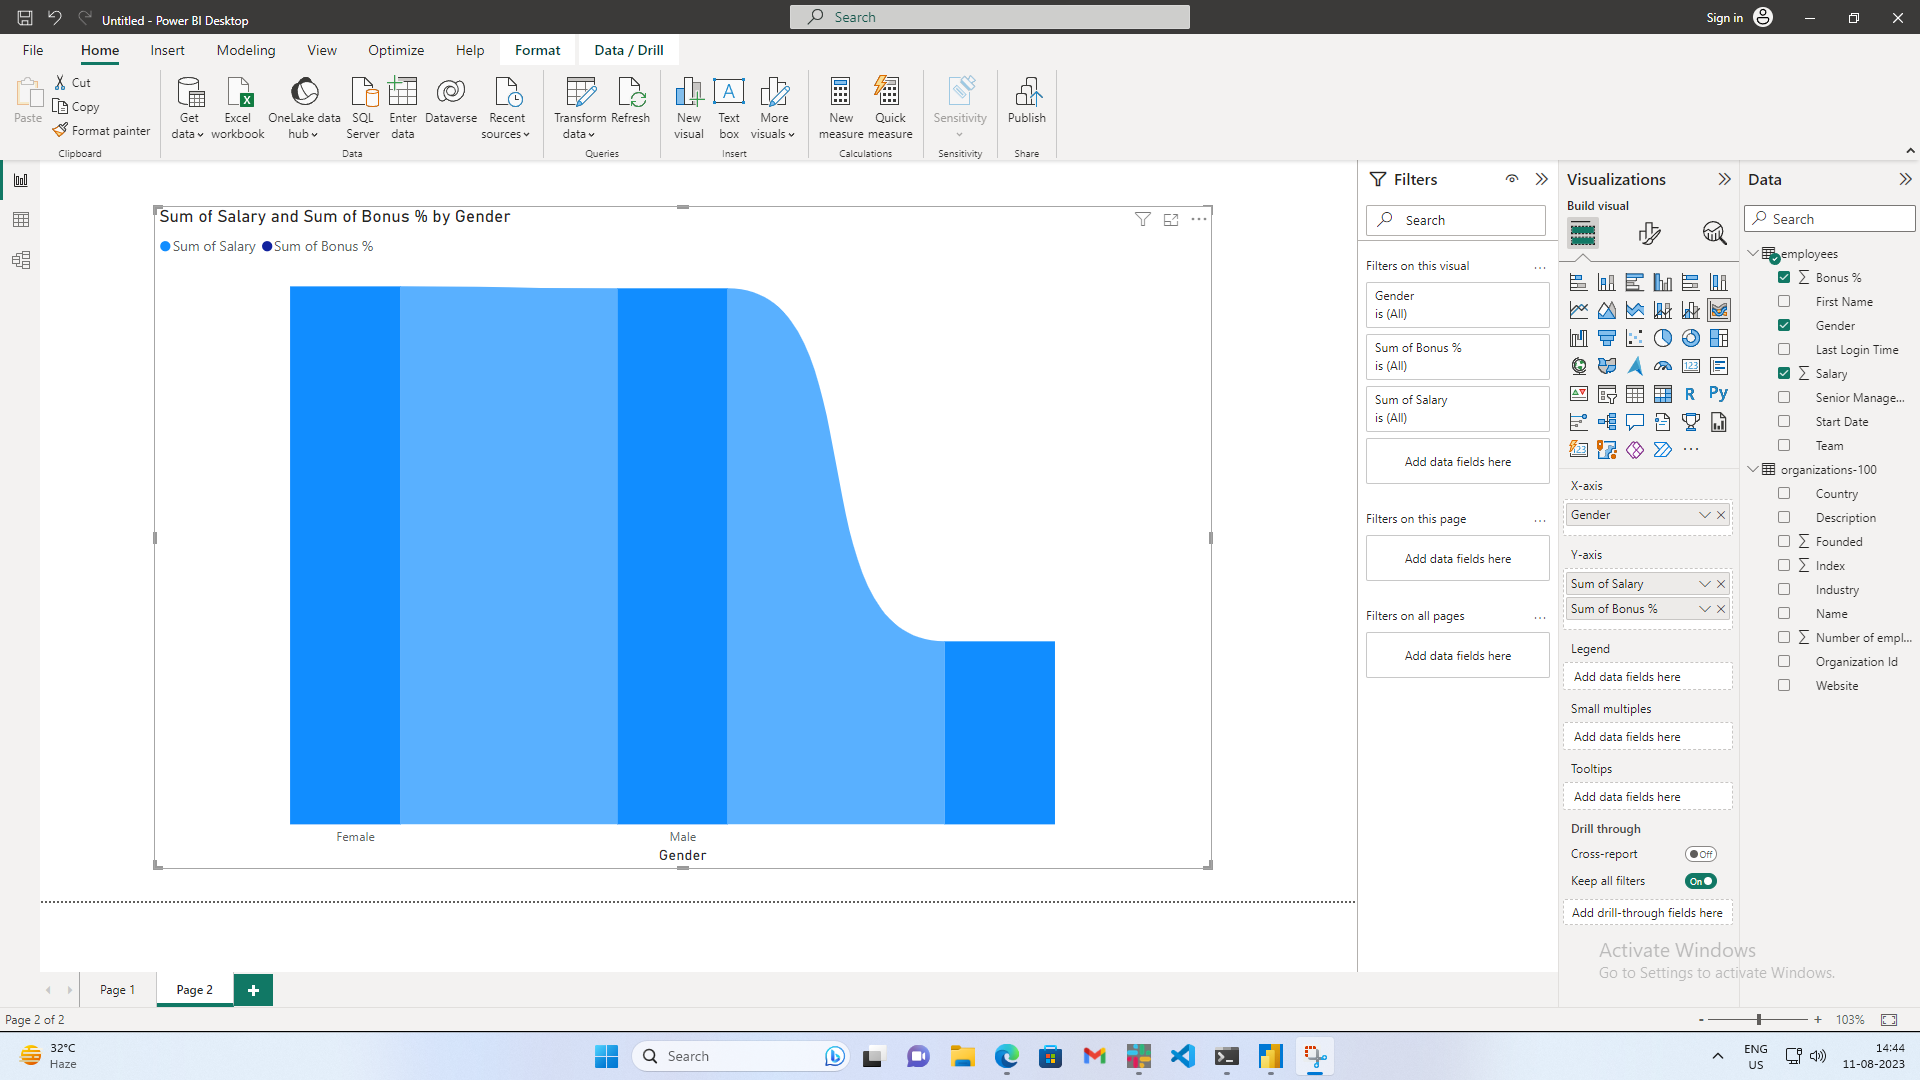 Untitled - Power BI Desktop
Search
Sign in
File
Home
Insert
Modeling
View
Optimize
Help
Format
Data / Drill
Paste
Cut
Copy
Format painter
Clipboard
Get data
Excel workbook
OneLake data hub
SQL Server
Enter data
Dataverse
Recent sources
Data
Transform data
Refresh
Queries
New visual
Text box
More visuals
Insert
New measure
Quick measure
Calculations
Sensitivity
Sensitivity
Publish
Share
Sum of Salary and Sum of Bonus % by Gender
Sum of Salary
Sum of Bonus %
Female
Male
Gender
Filters
Search
Filters on this visual
Gender
is (All)
Sum of Bonus %
is (All)
Sum of Salary
is (All)
Add data fields here
Filters on this page
Add data fields here
Filters on all pages
Add data fields here
Visualizations
Build visual
R
Py
123
X-axis
Gender
Y-axis
Sum of Salary
Sum of Bonus %
Legend
Add data fields here
Small multiples
Add data fields here
Tooltips
Add data fields here
Drill through
Cross-report
Off
Keep all filters
On
Add drill-through fields here
Data
Search
employees
Bonus %
First Name
Gender
Last Login Time
Salary
Senior Manage...
Start Date
Team
organizations-100
Country
Description
Founded
Index
Industry
Name
Number of empl...
Organization Id
Website
Activate Windows
Go to Settings to activate Windows.
Page 1
Page 2
Page 2 of 2
- + 103%
32°C
Haze
Search
ENG
US
14:44
11-08-2023